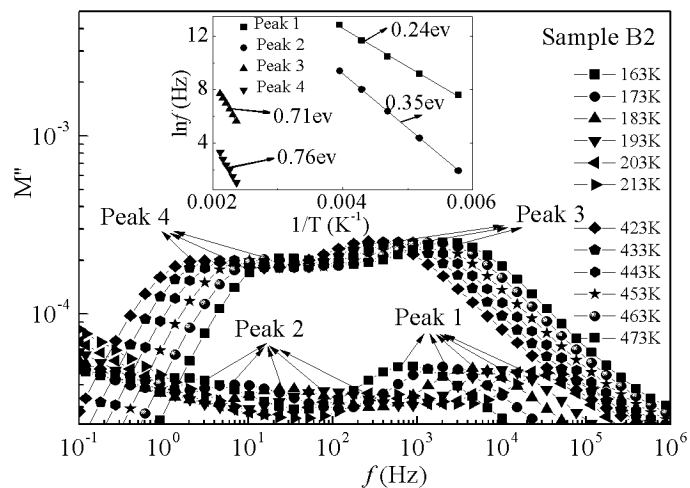 Sample B2
163K
173K
183K
193K
203K
213K
423K
433K
443K
453K
463K
473K
Peak 1
Peak 2
Peak 3
Peak 4
0.24ev
0.35ev
0.71ev
0.76ev
12
8
4
lnf (Hz)
0.002 0.004 0.006
1/T (K⁻¹)
Peak 4
Peak 3
Peak 2
Peak 1
10⁻³
10⁻⁴
M"
10⁻¹ 10⁰ 10¹ 10² 10³ 10⁴ 10⁵ 10⁶
f (Hz)